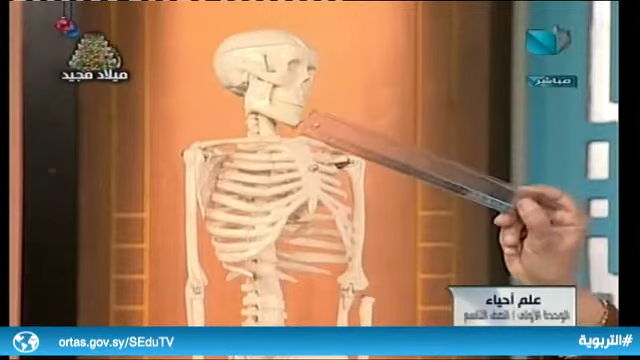 ميلاد مجيد
مباشر
علم أحياء
الوحدة الأولى / الصف التاسع
ortas.gov.sy/SEduTV
#التربوية